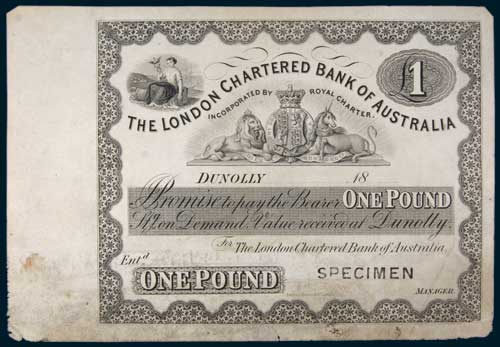 THE LONDON CHARTERED BANK OF AUSTRALIA
INCORPORATED BY ROYAL CHARTER.
£1
DUNOLLY 18
Promise to pay the Bearer ONE POUND
on Demand. Value received at Dunolly.
For The London Chartered Bank of Australia
Entd.
ONE POUND
SPECIMEN
MANAGER.